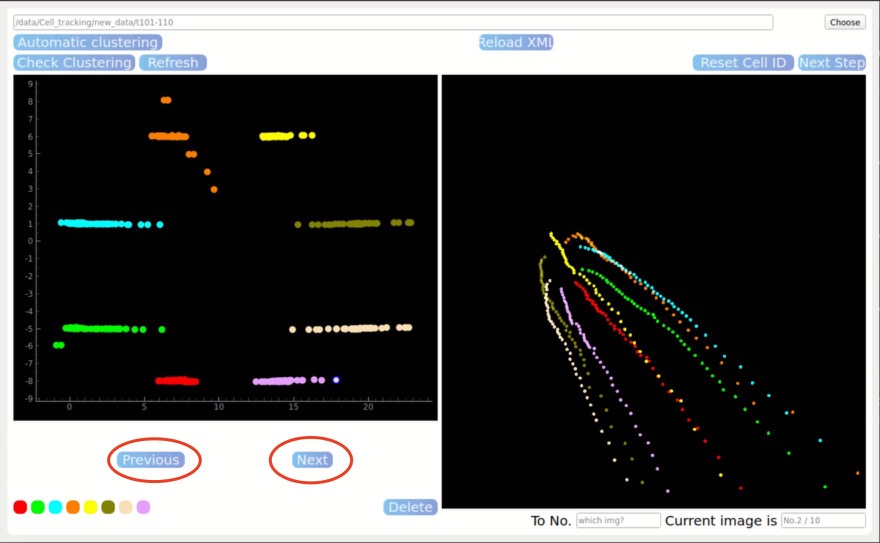 /data/Cell_tracking/new_data/t101-110 Choose
Automatic clustering Reload XML
Check Clustering Refresh Reset Cell ID Next Step
9
8
7
6
5
4
3
2
1
0
-1
-2
-3
-4
-5
-6
-7
-8
-9
0 5 10 15 20
Previous Next
Delete
To No. which img? Current image is No.2 / 10